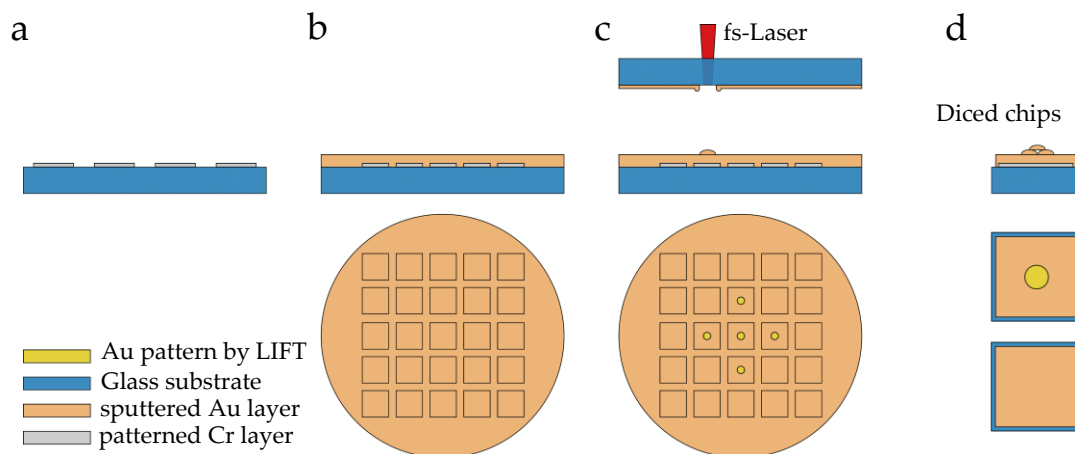 a
b
c
d
fs-Laser
Diced chips
Au pattern by LIFT
Glass substrate
sputtered Au layer
patterned Cr layer